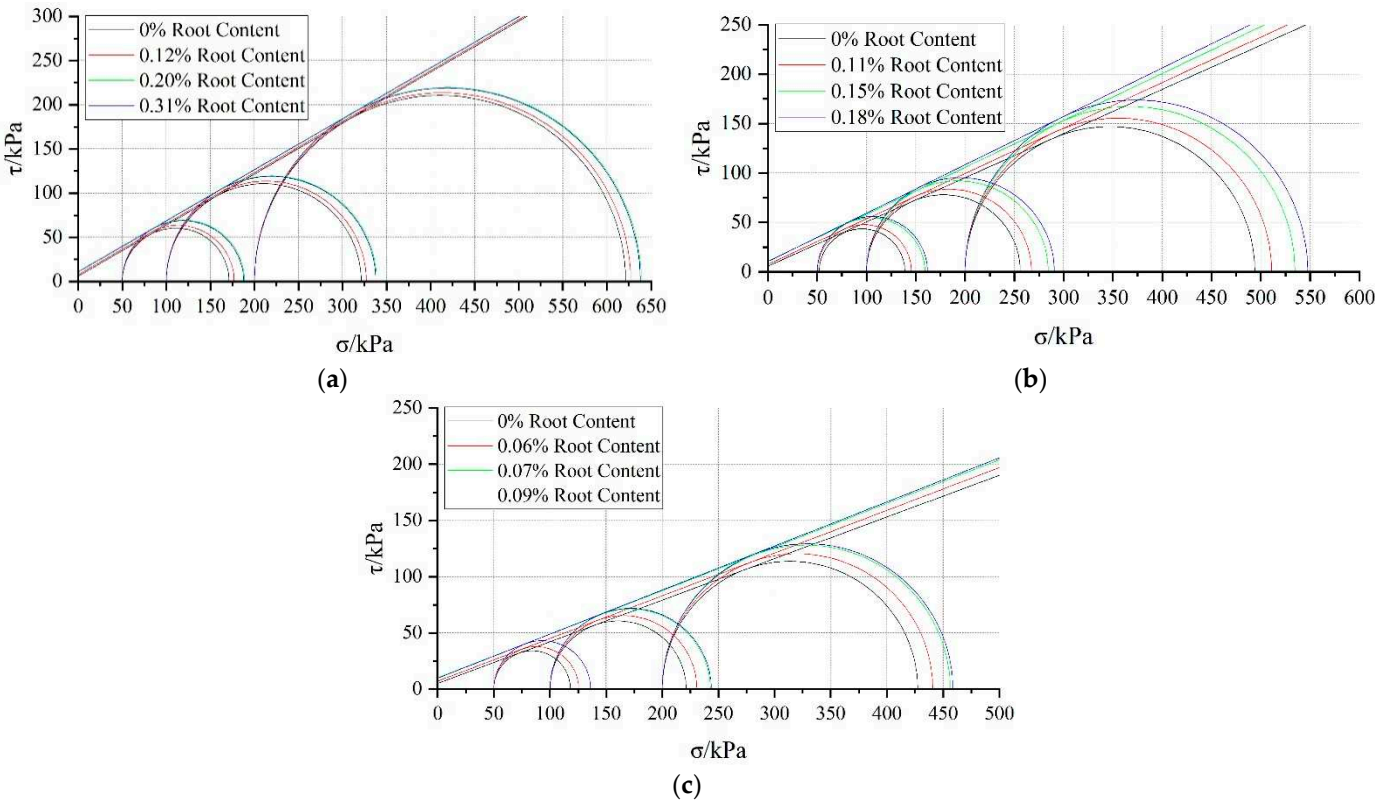 300
250
200
150
100
50
0
τ/kPa
0% Root Content
0.12% Root Content
0.20% Root Content
0.31% Root Content
0 50 100 150 200 250 300 350 400 450 500 550 600 650
σ/kPa
(a)
250
200
150
100
50
0
τ/kPa
0% Root Content
0.11% Root Content
0.15% Root Content
0.18% Root Content
0 50 100 150 200 250 300 350 400 450 500 550 600
σ/kPa
(b)
250
200
150
100
50
0
τ/kPa
0% Root Content
0.06% Root Content
0.07% Root Content
0.09% Root Content
0 50 100 150 200 250 300 350 400 450 500
σ/kPa
(c)